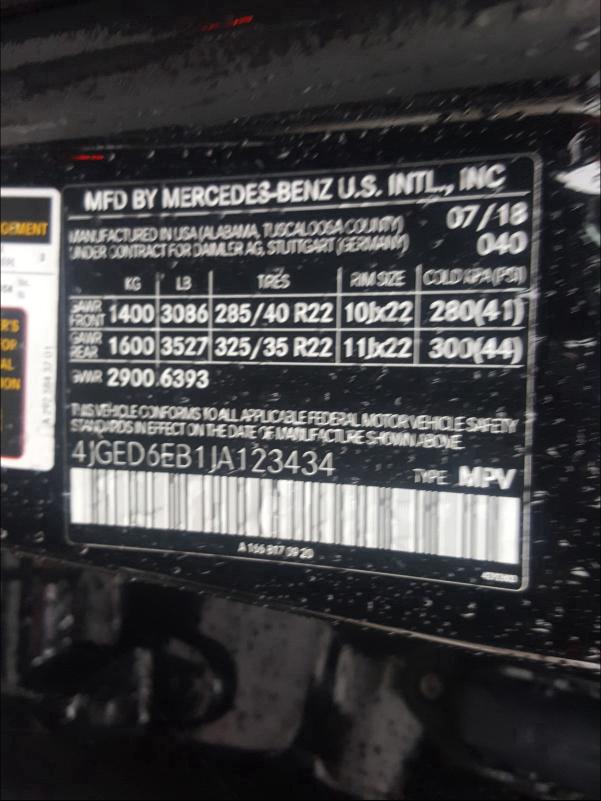 MFD BY MERCEDES-BENZ U.S. INTL., INC
MANUFACTURED IN USA (ALABAMA, TUSCALOOSA COUNTY) 07/18
UNDER CONTRACT FOR DAIMLER AG, STUTTGART (GERMANY) 040
KG LB TIRES RIM SIZE COLD KPA (PSI)
GAWR FRONT 1400 3086 285/40 R22 10Jx22 280(41)
GAWR REAR 1600 3527 325/35 R22 11Jx22 300(44)
GVWR 2900 6393
THIS VEHICLE CONFORMS TO ALL APPLICABLE FEDERAL MOTOR VEHICLE SAFETY
STANDARDS IN EFFECT ON THE DATE OF MANUFACTURE SHOWN ABOVE.
4JGED6EB1JA123434 TYPE MPV
A 166 817 39 20